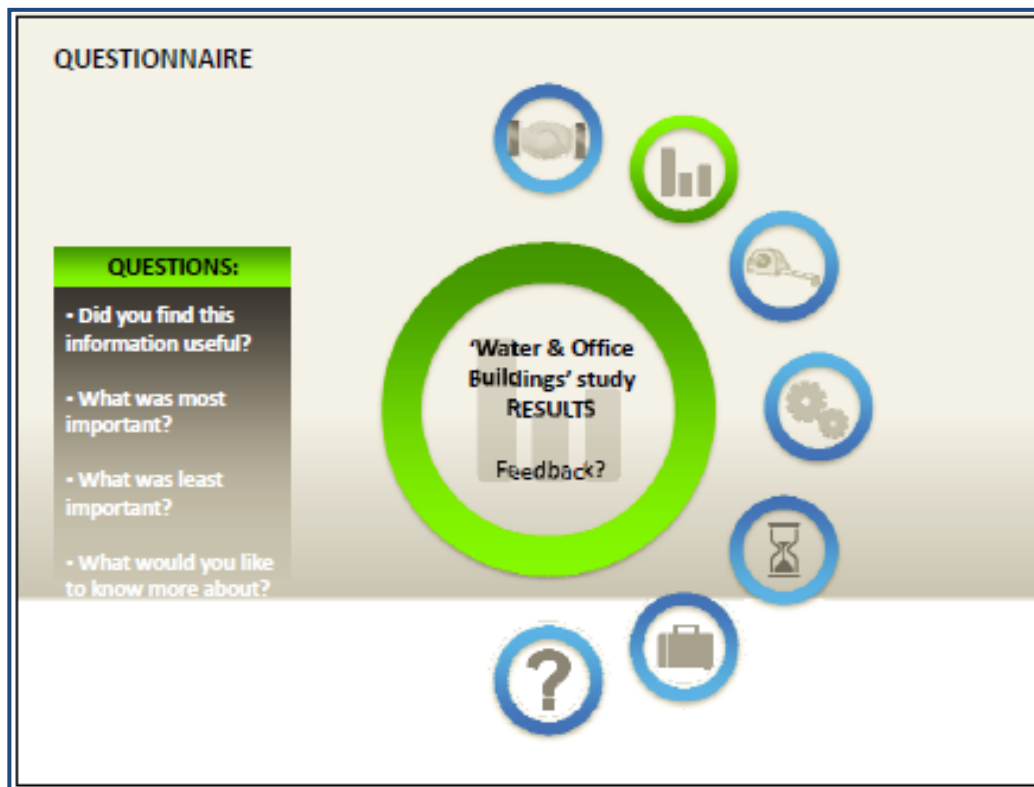 QUESTIONNAIRE
QUESTIONS:
▪ Did you find this
information useful?
▪ What was most
important?
▪ What was least
important?
▪ What would you like
to know more about?
‘Water & Office
Buildings’ study
RESULTS
Feedback?
?